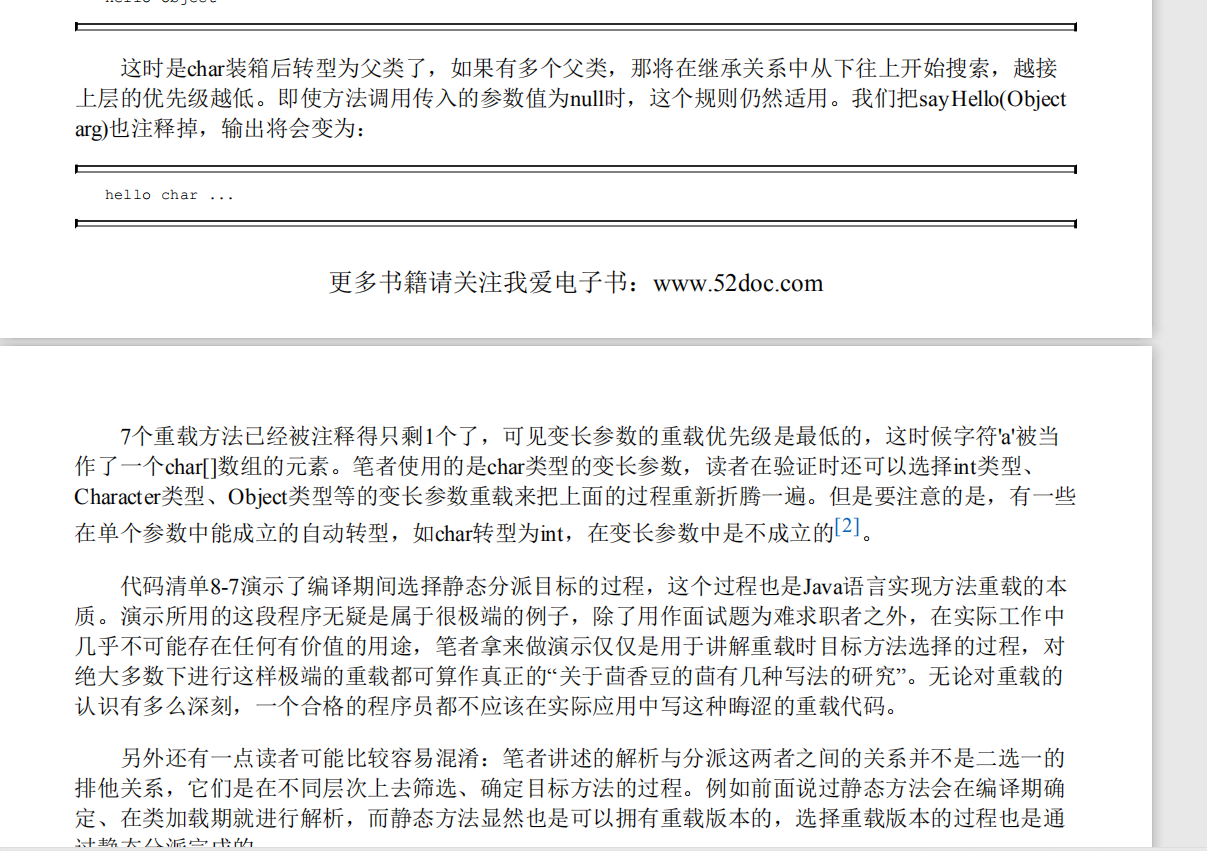 hello object
这时是char装箱后转型为父类了，如果有多个父类，那将在继承关系中从下往上开始搜索，越接
上层的优先级越低。即使方法调用传入的参数值为null时，这个规则仍然适用。我们把sayHello(Object
arg)也注释掉，输出将会变为：
hello char ...
更多书籍请关注我爱电子书：www.52doc.com
7个重载方法已经被注释得只剩1个了，可见变长参数的重载优先级是最低的，这时候字符'a'被当
作了一个char[]数组的元素。笔者使用的是char类型的变长参数，读者在验证时还可以选择int类型、
Character类型、Object类型等的变长参数重载来把上面的过程重新折腾一遍。但是要注意的是，有一些
在单个参数中能成立的自动转型，如char转型为int，在变长参数中是不成立的[2]。
代码清单8-7演示了编译期间选择静态分派目标的过程，这个过程也是Java语言实现方法重载的本
质。演示所用的这段程序无疑是属于很极端的例子，除了用作面试题为难求职者之外，在实际工作中
几乎不可能存在任何有价值的用途，笔者拿来做演示仅仅是用于讲解重载时目标方法选择的过程，对
绝大多数下进行这样极端的重载都可算作真正的“关于茴香豆的茴有几种写法的研究”。无论对重载的
认识有多么深刻，一个合格的程序员都不应该在实际应用中写这种晦涩的重载代码。
另外还有一点读者可能比较容易混淆：笔者讲述的解析与分派这两者之间的关系并不是二选一的
排他关系，它们是在不同层次上去筛选、确定目标方法的过程。例如前面说过静态方法会在编译期确
定、在类加载期就进行解析，而静态方法显然也是可以拥有重载版本的，选择重载版本的过程也是通
过静态分派完成的